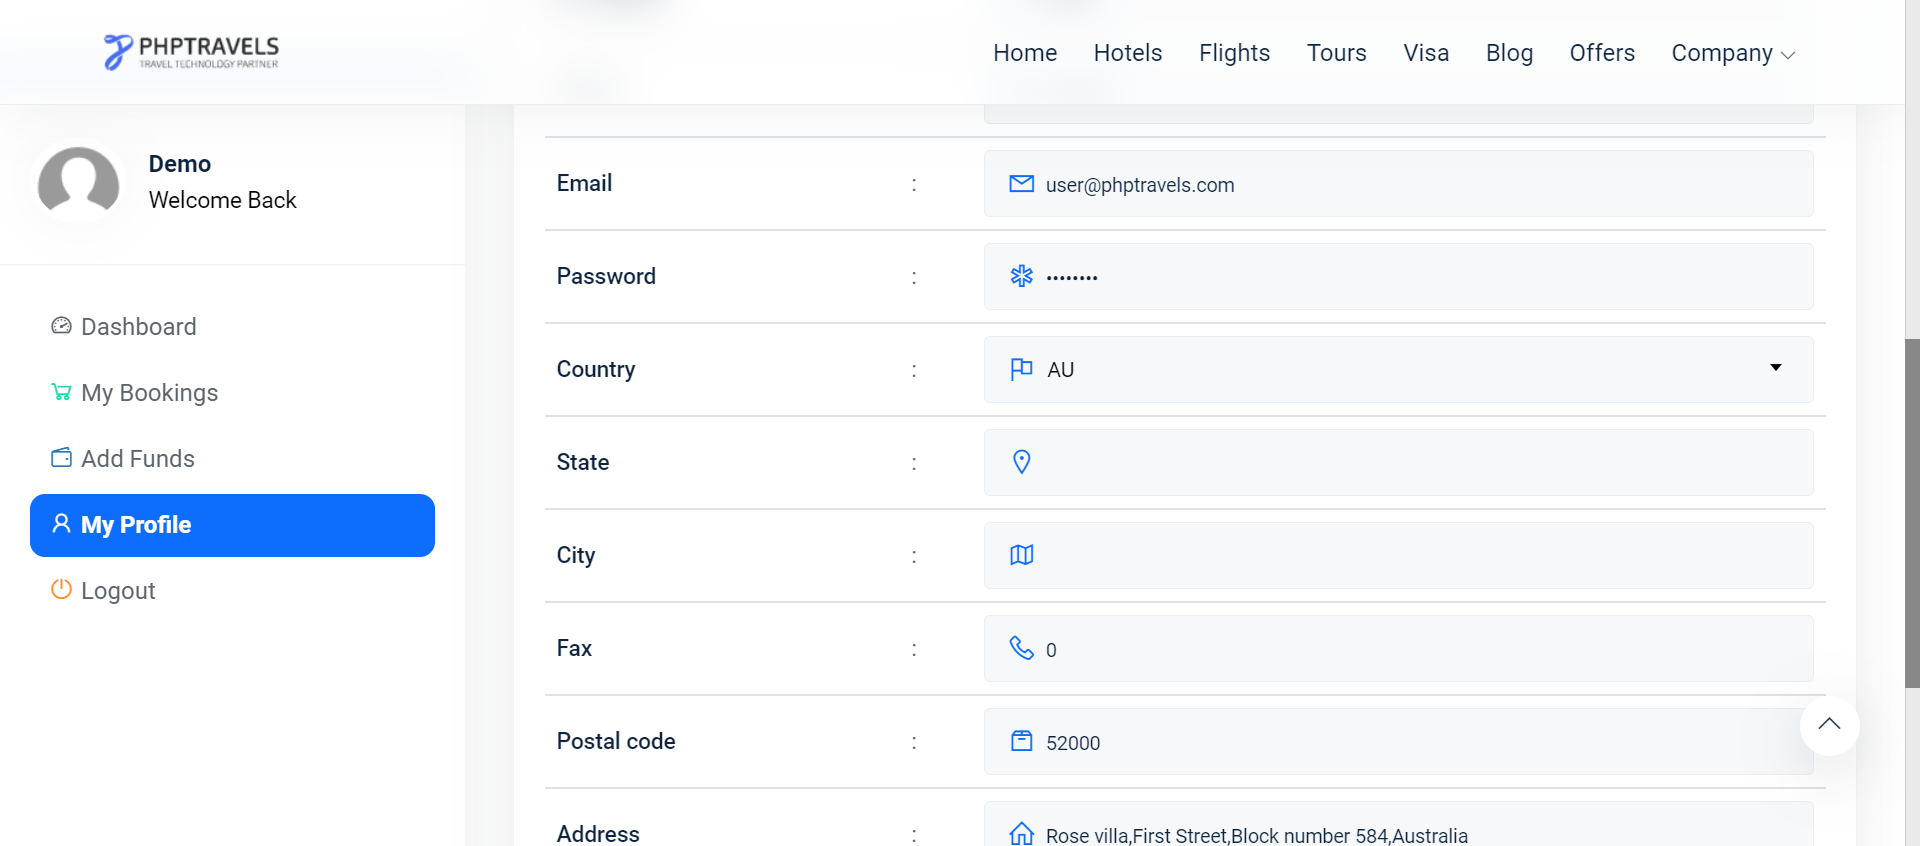 PHPTRAVELS
TRAVEL TECHNOLOGY PARTNER
Home Hotels Flights Tours Visa Blog Offers Company
Demo
Welcome Back
Dashboard
My Bookings
Add Funds
My Profile
Logout
Email : user@phptravels.com
Password : ••••••••
Country : AU
State :
City :
Fax : 0
Postal code : 52000
Address : Rose villa,First Street,Block number 584,Australia